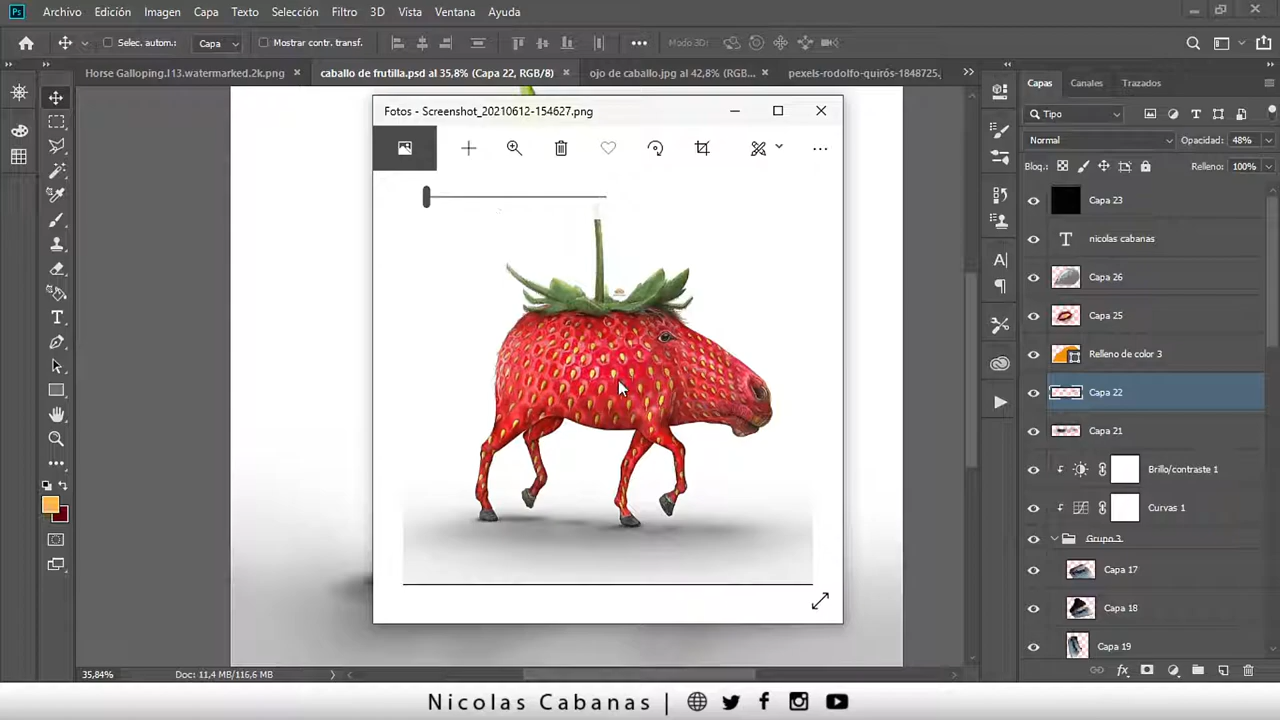 Ps Archivo Edición Imagen Capa Texto Selección Filtro 3D Vista Ventana Ayuda
Selec. autom.: Capa Mostrar contr. transf. Modo 3D:
Horse Galloping.I13.watermarked.2k.png × caballo de frutilla.psd al 35,8% (Capa 22, RGB/8) × ojo de caballo.jpg al 42,8% (RGB... × pexels-rodolfo-quirós-1848725.
Fotos - Screenshot_20210612-154627.png
Capas Canales Trazados
Tipo
Normal Opacidad: 48%
Bloq.: Relleno: 100%
Capa 23
T nicolas cabanas
Capa 26
Capa 25
Relleno de color 3
Capa 22
Capa 21
Brillo/contraste 1
Curvas 1
Grupo 3
Capa 17
Capa 18
Capa 19
35,84% Doc: 11,4 MB/116,6 MB
Nicolas Cabanas |